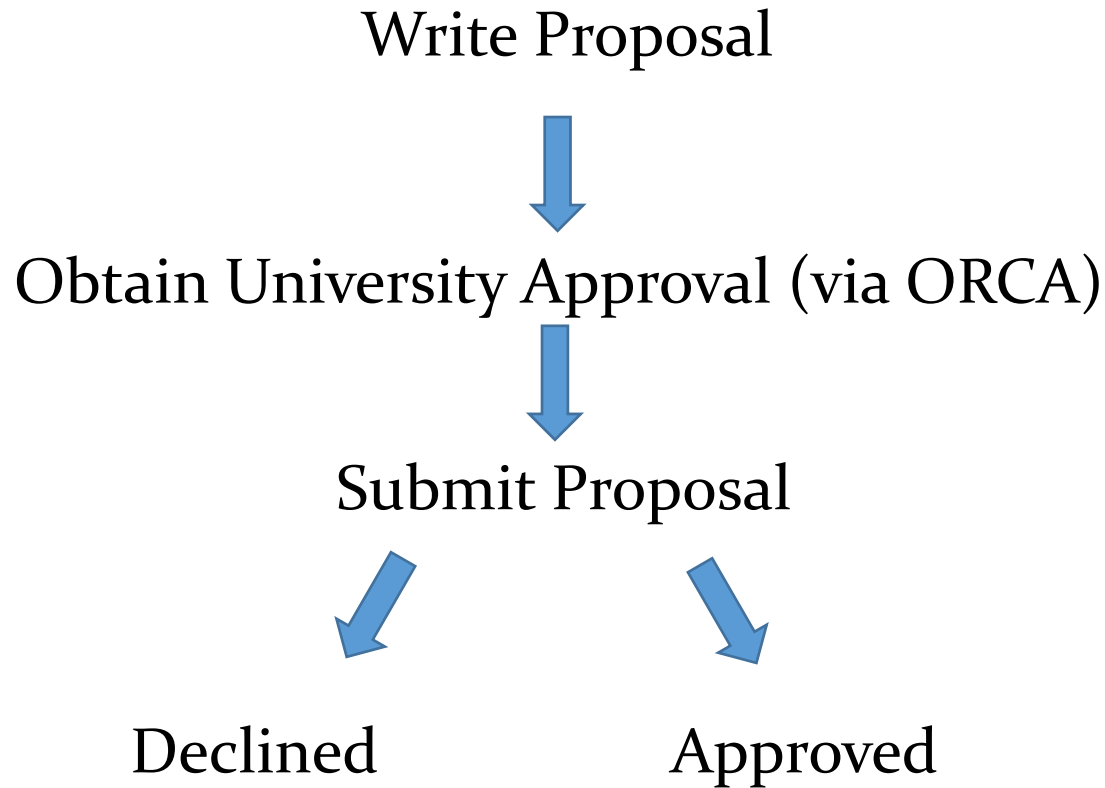 Write Proposal
Obtain University Approval (via ORCA)
Submit Proposal
Declined
Approved